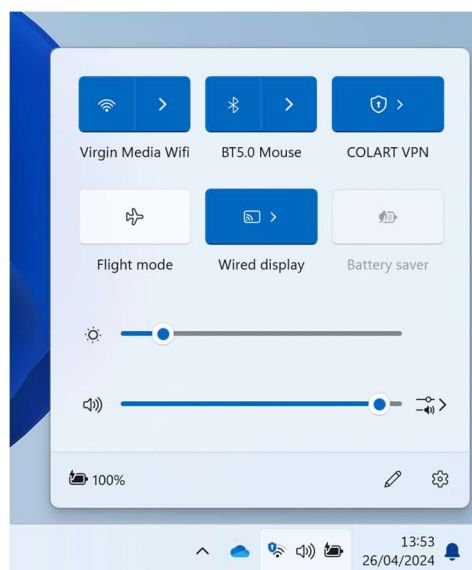 Virgin Media Wifi
BT5.0 Mouse
COLART VPN
Flight mode
Wired display
Battery saver
100%
13:53
26/04/2024